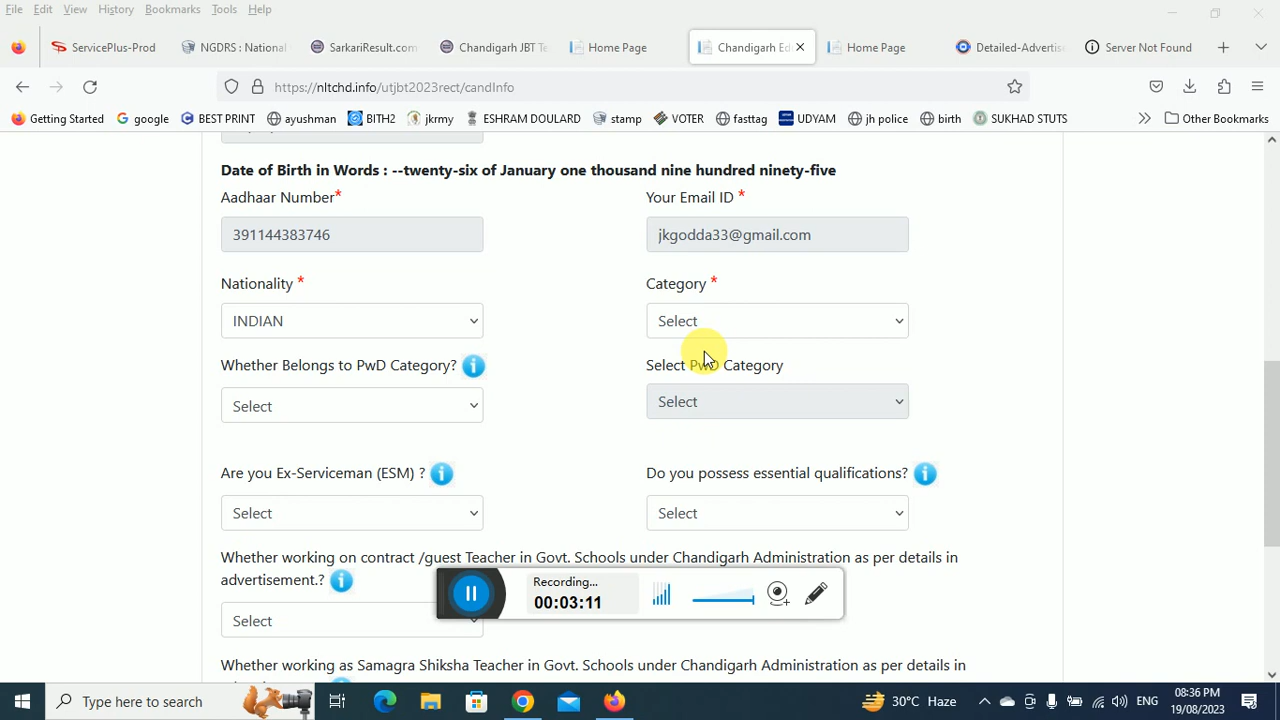 File Edit View History Bookmarks Tools Help
ServicePlus-Prod NGDRS : National SarkariResult.com Chandigarh JBT Te Home Page Chandigarh Ed Home Page Detailed-Advertis Server Not Found
https://nltchd.info/utjbt2023rect/candInfo
Getting Started google BEST PRINT ayushman BITH2 jkrmy ESHRAM DOULARD stamp VOTER fasttag UDYAM jh police birth SUKHAD STUTS Other Bookmarks
Date of Birth in Words : --twenty-six of January one thousand nine hundred ninety-five
Aadhaar Number* Your Email ID *
391144383746 jkgodda33@gmail.com
Nationality * Category *
INDIAN Select
Whether Belongs to PwD Category? Select PwD Category
Select Select
Are you Ex-Serviceman (ESM) ? Do you possess essential qualifications?
Select Select
Whether working on contract /guest Teacher in Govt. Schools under Chandigarh Administration as per details in
advertisement.?
Recording...
00:03:11
Select
Whether working as Samagra Shiksha Teacher in Govt. Schools under Chandigarh Administration as per details in
Type here to search 30°C Haze ENG 08:36 PM
19/08/2023